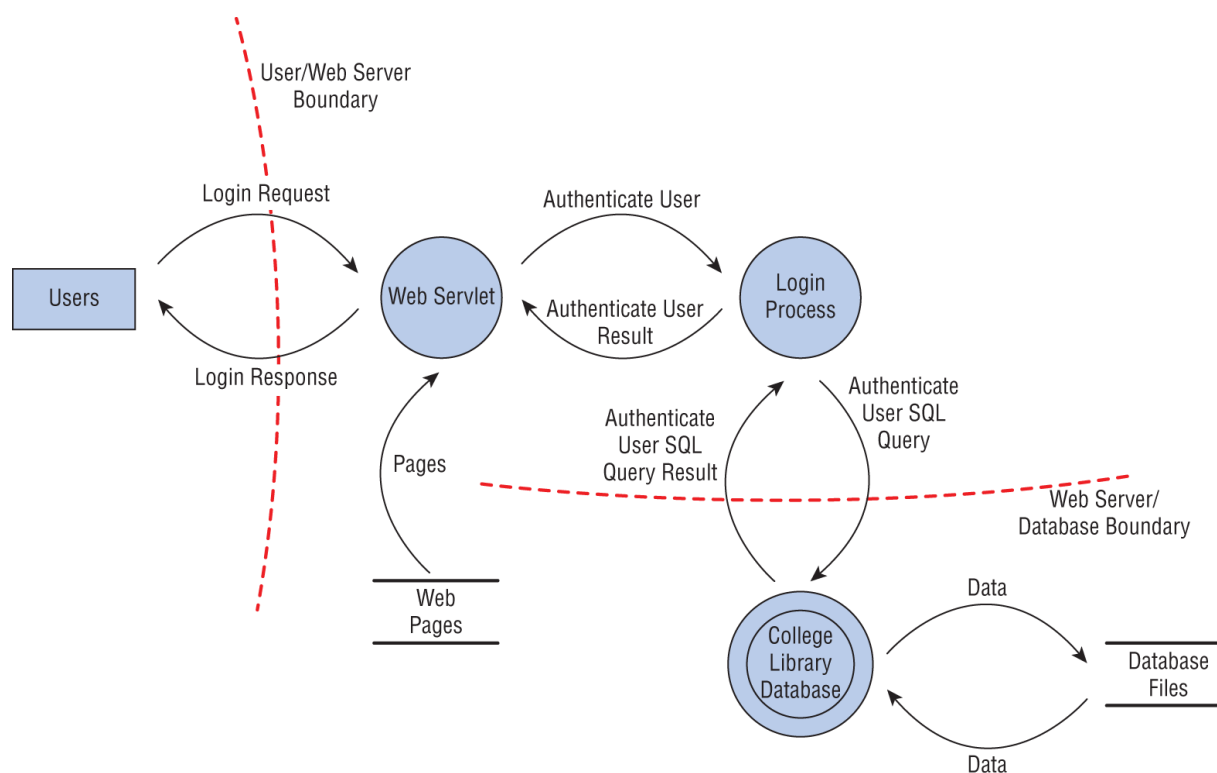 User/Web Server
Boundary
Login Request
Authenticate User
Users
Web Servlet
Login
Process
Authenticate User
Result
Login Response
Authenticate
User SQL
Query
Authenticate
User SQL
Query Result
Pages
Web Server/
Database Boundary
Web
Pages
Data
College
Library
Database
Database
Files
Data